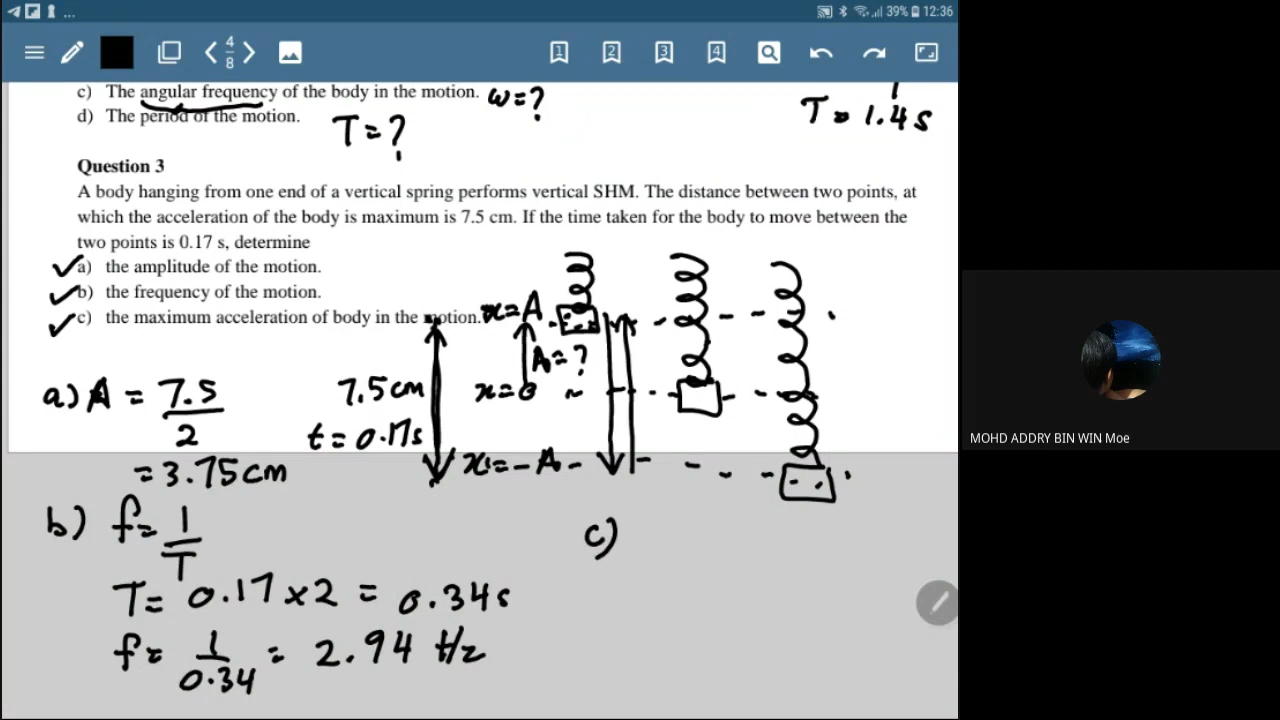 39% 12:36
4
8
1 2 3 4
c) The angular frequency of the body in the motion. ω=?
d) The period of the motion. T=?
T = 1.4s
Question 3
A body hanging from one end of a vertical spring performs vertical SHM. The distance between two points, at
which the acceleration of the body is maximum is 7.5 cm. If the time taken for the body to move between the
two points is 0.17 s, determine
a) the amplitude of the motion.
b) the frequency of the motion.
c) the maximum acceleration of body in the motion.
x=A
A=?
x=0
x=-A
7.5cm
t=0.17s
a) A = 7.5
2
=3.75cm
b) f= 1
T
T= 0.17×2 = 0.34s
f= 1 = 2.94 Hz
0.34
c)
MOHD ADDRY BIN WIN Moe